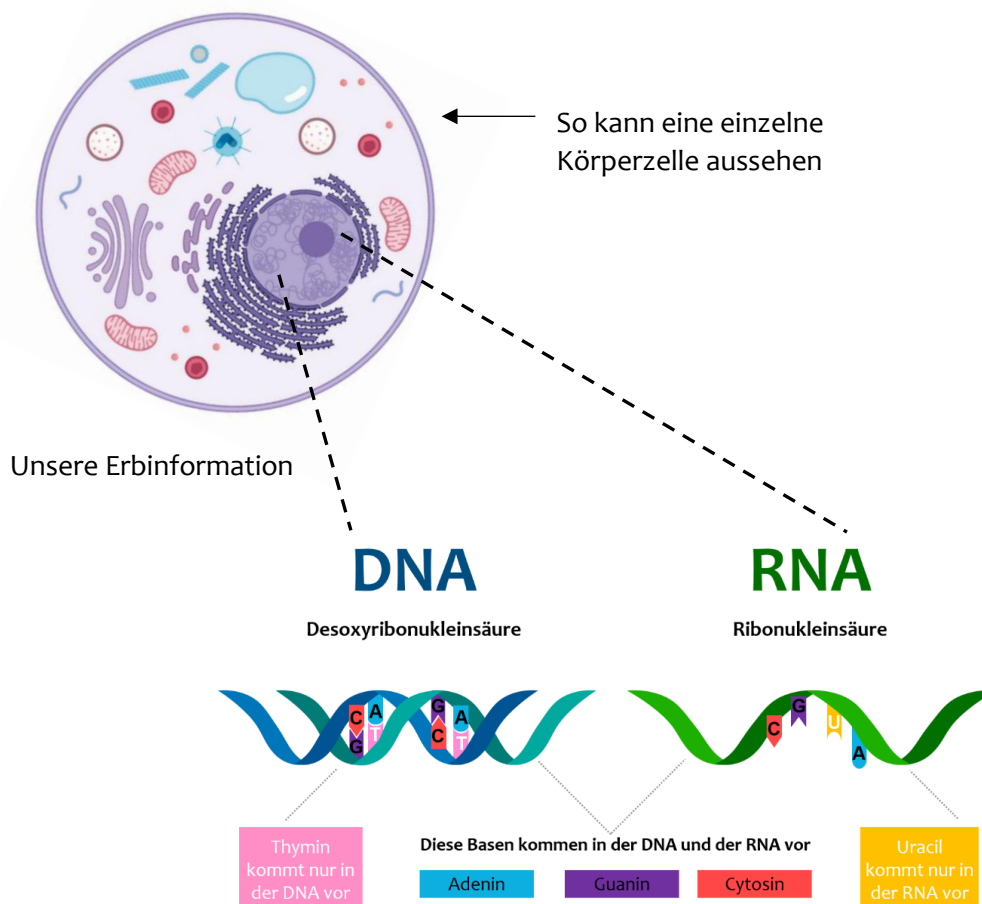 So kann eine einzelne
Körperzelle aussehen
Unsere Erbinformation
DNA
RNA
Desoxyribonukleinsäure
Ribonukleinsäure
C A G A
G T C T
C G U A
Thymin
kommt nur in
der DNA vor
Diese Basen kommen in der DNA und der RNA vor
Adenin
Guanin
Cytosin
Uracil
kommt nur in
der RNA vor